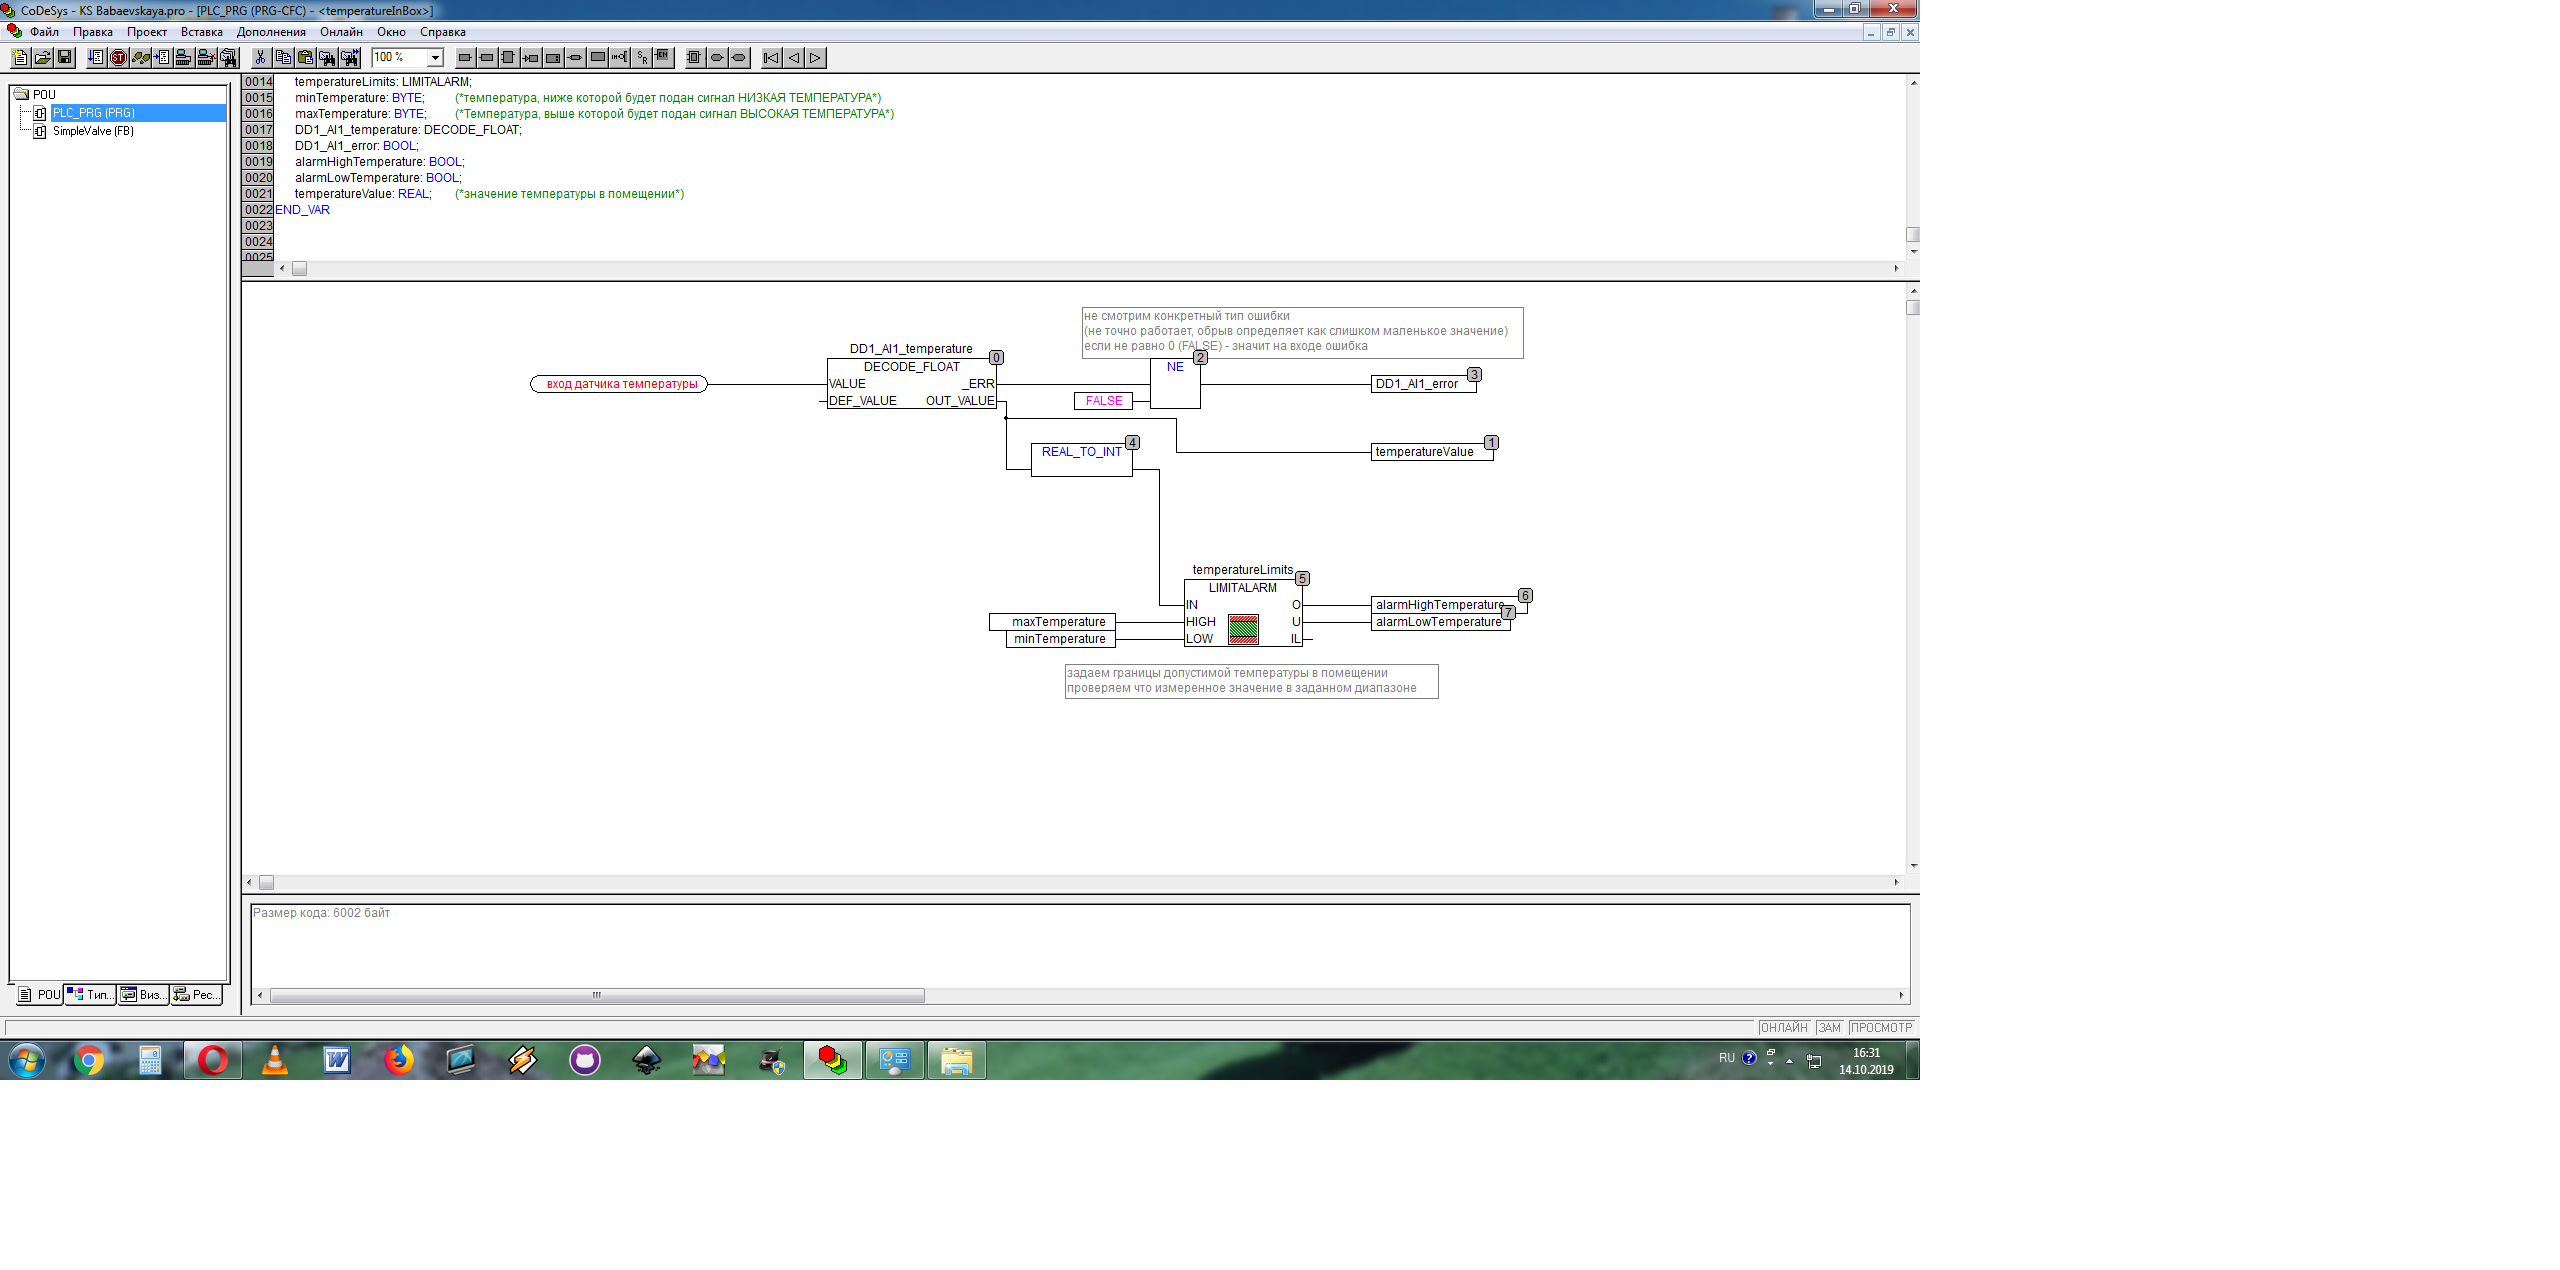 CoDeSys - KS Babaevskaya.pro - [PLC_PRG (PRG-CFC) - <temperatureInBox>]
Файл Правка Проект Вставка Дополнения Онлайн Окно Справка
100 %
POU
PLC_PRG (PRG)
SimpleValve (FB)
0014 temperatureLimits: LIMITALARM;
0015 minTemperature: BYTE; (*температура, ниже которой будет подан сигнал НИЗКАЯ ТЕМПЕРАТУРА*)
0016 maxTemperature: BYTE; (*Температура, выше которой будет подан сигнал ВЫСОКАЯ ТЕМПЕРАТУРА*)
0017 DD1_AI1_temperature: DECODE_FLOAT;
0018 DD1_AI1_error: BOOL;
0019 alarmHighTemperature: BOOL;
0020 alarmLowTemperature: BOOL;
0021 temperatureValue: REAL; (*значение температуры в помещении*)
0022 END_VAR
0023
0024
0025
не смотрим конкретный тип ошибки
(не точно работает, обрыв определяет как слишком маленькое значение)
если не равно 0 (FALSE) - значит на входе ошибка
DD1_AI1_temperature 0
DECODE_FLOAT
2
NE
вход датчика температуры
VALUE _ERR
DEF_VALUE OUT_VALUE
FALSE
3
DD1_AI1_error
4
REAL_TO_INT
1
temperatureValue
temperatureLimits 5
LIMITALARM
IN O
HIGH U
LOW IL
maxTemperature
minTemperature
6
alarmHighTemperature
7
alarmLowTemperature
задаем границы допустимой температуры в помещении
проверяем что измеренное значение в заданном диапазоне
Размер кода: 6002 байт
POU Тип... Виз... Рес...
ОНЛАЙН ЗАМ ПРОСМОТР
RU 16:31
14.10.2019